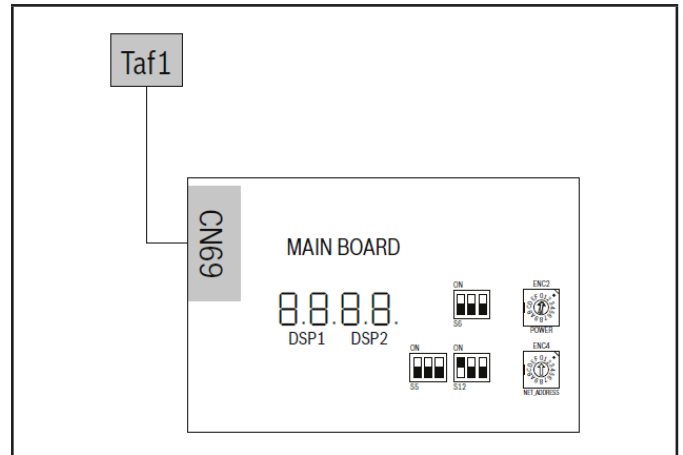 Taf1
CN69
MAIN BOARD
8.8.8.8.
DSP1 DSP2
ON
S6
ENC2
POWER
ON
S5
ON
S12
ENC4
NET_ADDRESS